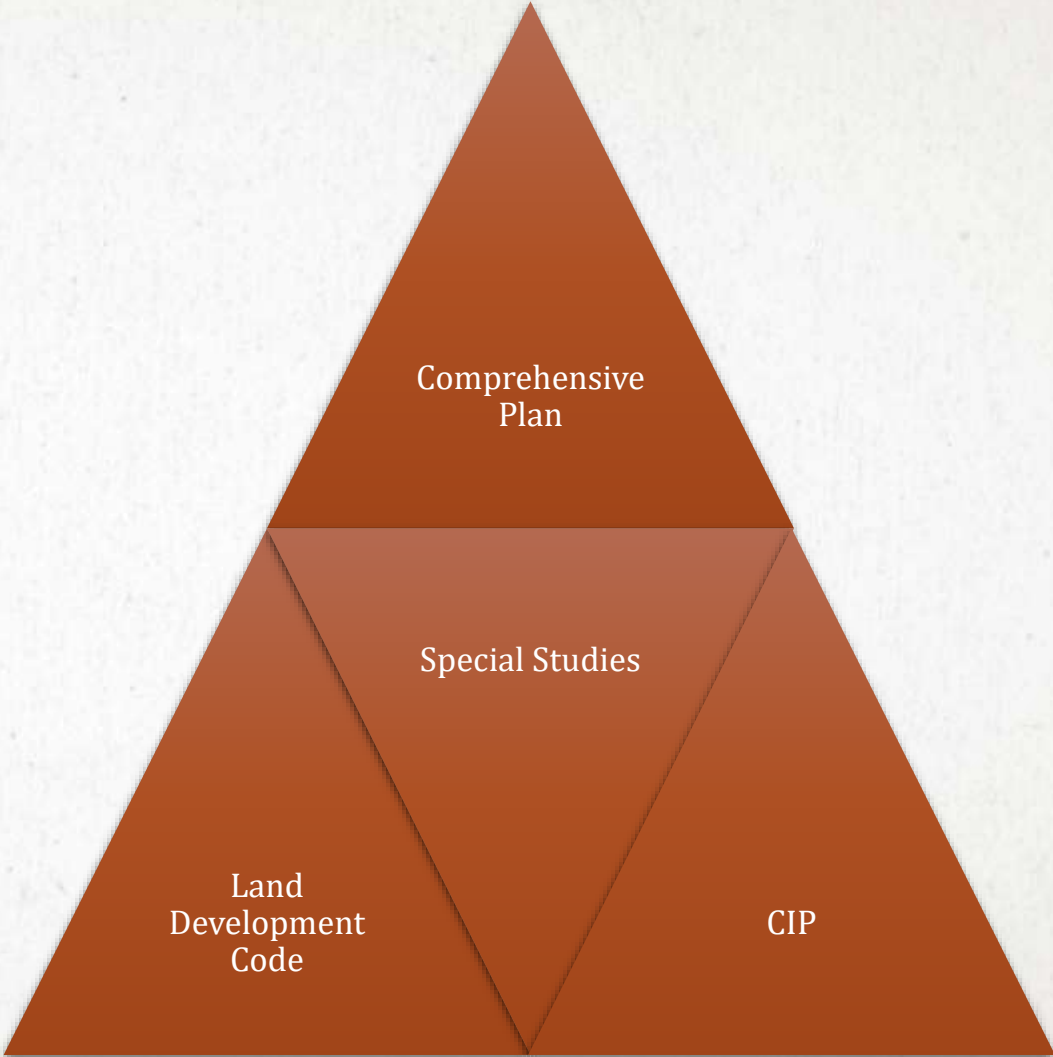 Comprehensive
Plan
Special Studies
Land
Development
Code
CIP